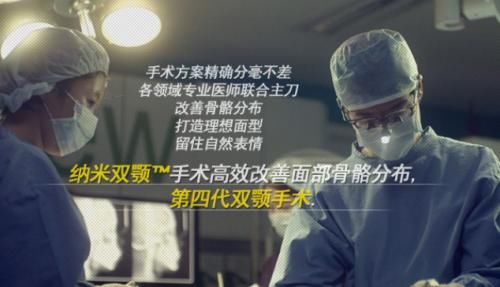 手术方案精确分毫不差
各领域专业医师联合主刀
改善骨骼分布
打造理想面型
留住自然表情
纳米双颚™手术高效改善面部骨骼分布,
第四代双颚手术.